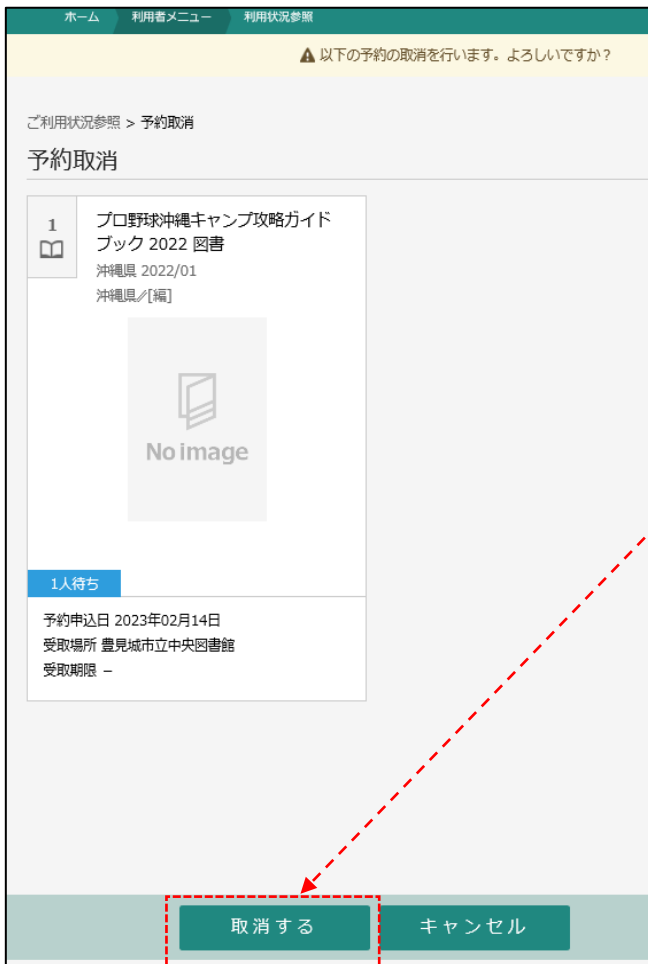 ホーム 利用者メニュー 利用状況参照
以下の予約の取消を行います。よろしいですか？
ご利用状況参照 > 予約取消
予約取消
1
プロ野球沖縄キャンプ攻略ガイド
ブック 2022 図書
沖縄県 2022/01
沖縄県∥[編]
No image
1人待ち
予約申込日 2023年02月14日
受取場所 豊見城市立中央図書館
受取期限 －
取消する キャンセル